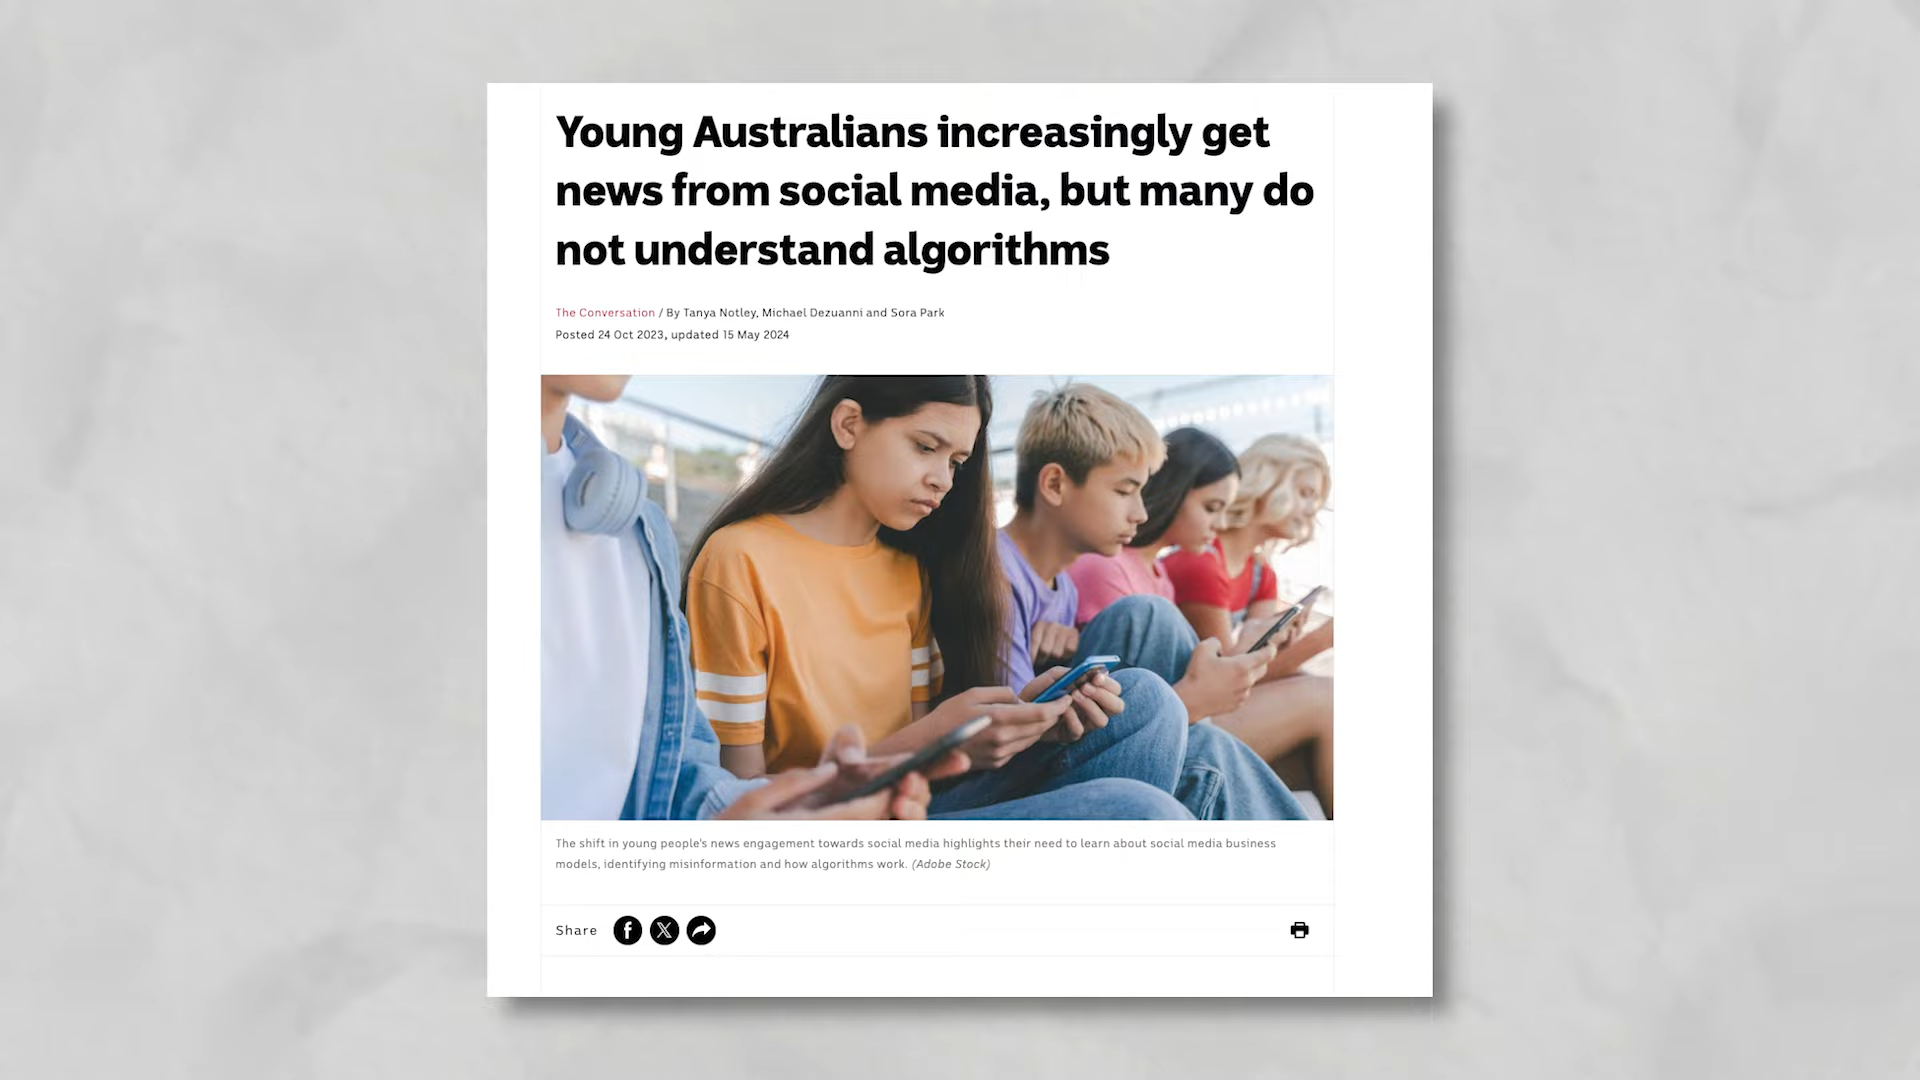 Young Australians increasingly get
news from social media, but many do
not understand algorithms
The Conversation / By Tanya Notley, Michael Dezuanni and Sora Park
Posted 24 Oct 2023, updated 15 May 2024
The shift in young people's news engagement towards social media highlights their need to learn about social media business
models, identifying misinformation and how algorithms work. (Adobe Stock)
Share